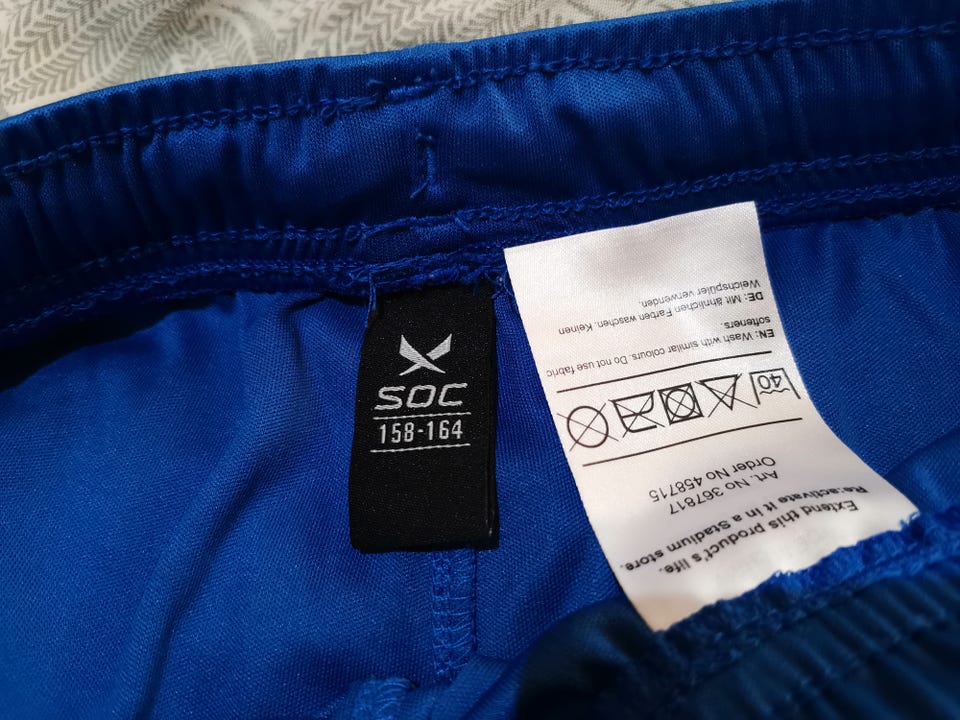 SOC
158-164
Extend this product's life.
Re:activate it in a Stadium store.
Art. No 367817
Order No 458715
40
EN: Wash with similar colours. Do not use fabric
softeners.
DE: Mit ähnlichen Farben waschen. Keinen
Weichspüler verwenden.